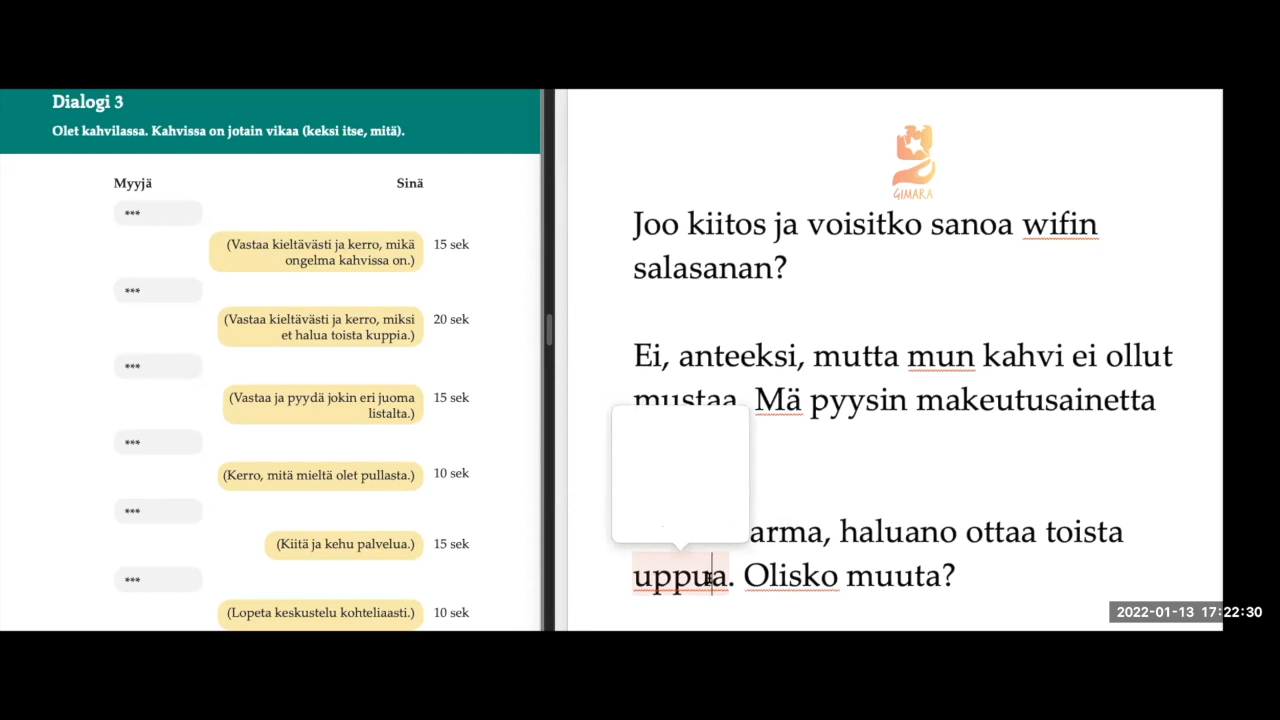 Dialogi 3
Olet kahvilassa. Kahvissa on jotain vikaa (keksi itse, mitä).
Myyjä
Sinä
***
(Vastaa kieltävästi ja kerro, mikä
ongelma kahvissa on.)
15 sek
***
(Vastaa kieltävästi ja kerro, miksi
et halua toista kuppia.)
20 sek
***
(Vastaa ja pyydä jokin eri juoma
listalta.)
15 sek
***
(Kerro, mitä mieltä olet pullasta.)
10 sek
***
(Kiitä ja kehu palvelua.)
15 sek
***
(Lopeta keskustelu kohteliaasti.)
10 sek
GIMARA
Joo kiitos ja voisitko sanoa wifin
salasanan?
Ei, anteeksi, mutta mun kahvi ei ollut
mustaa. Mä pyysin makeutusainetta
arma, haluano ottaa toista
uppua. Olisko muuta?
2022-01-13 17:22:30